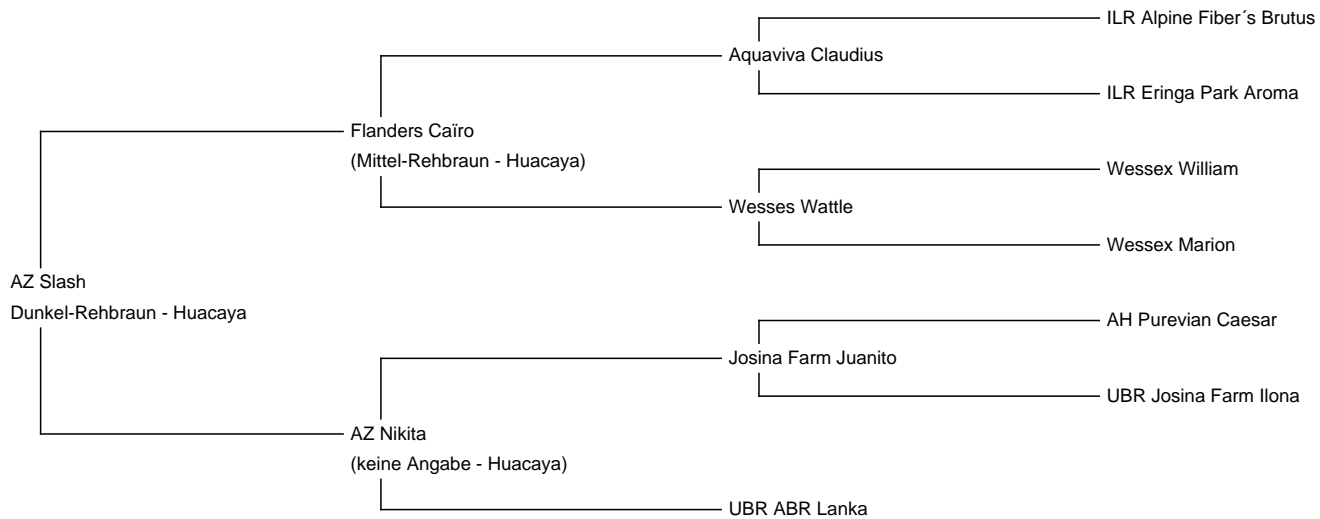 ILR Alpine Fiber´s Brutus
Aquaviva Claudius
ILR Eringa Park Aroma
Flanders Caïro
(Mittel-Rehbraun - Huacaya)
Wessex William
Wesses Wattle
Wessex Marion
AZ Slash
Dunkel-Rehbraun - Huacaya
AH Purevian Caesar
Josina Farm Juanito
UBR Josina Farm Ilona
AZ Nikita
(keine Angabe - Huacaya)
UBR ABR Lanka